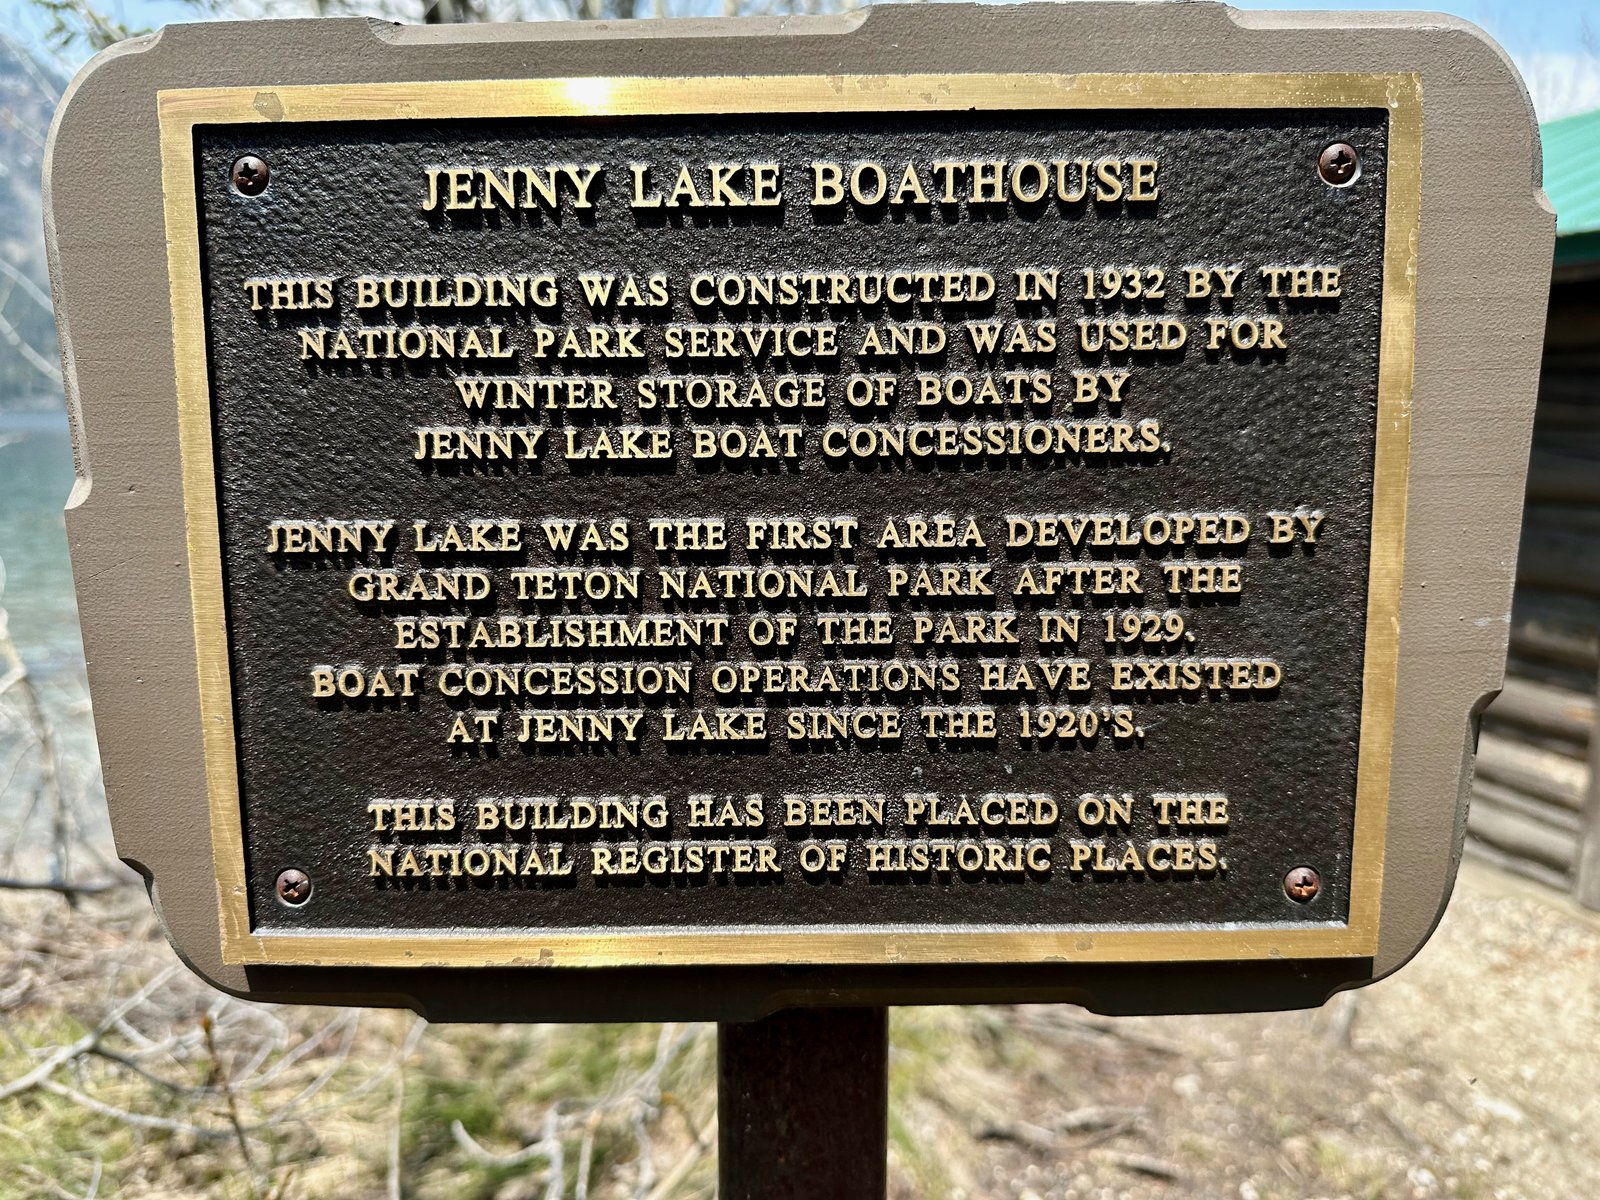 JENNY LAKE BOATHOUSE
THIS BUILDING WAS CONSTRUCTED IN 1932 BY THE
NATIONAL PARK SERVICE AND WAS USED FOR
WINTER STORAGE OF BOATS BY
JENNY LAKE BOAT CONCESSIONERS.
JENNY LAKE WAS THE FIRST AREA DEVELOPED BY
GRAND TETON NATIONAL PARK AFTER THE
ESTABLISHMENT OF THE PARK IN 1929.
BOAT CONCESSION OPERATIONS HAVE EXISTED
AT JENNY LAKE SINCE THE 1920'S.
THIS BUILDING HAS BEEN PLACED ON THE
NATIONAL REGISTER OF HISTORIC PLACES.